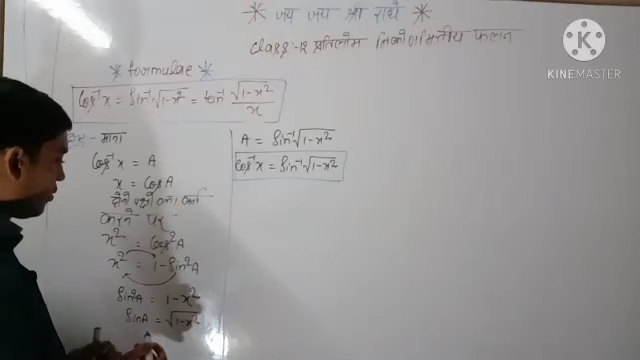 * जय जय श्री राधे *
Class-12 प्रतिलोम त्रिकोणमितीय फलन
KINEMASTER
* formulae *
Cos⁻¹x = Sin⁻¹√1-x² = tan⁻¹ √1-x²/x
माना
Cos⁻¹x = A
x = CosA
दोनों पक्षों का वर्ग
करने पर
x² = Cos²A
x² = 1 - Sin²A
Sin²A = 1 - x²
SinA = √1-x²
A
A = Sin⁻¹√1-x²
Cos⁻¹x = Sin⁻¹√1-x²